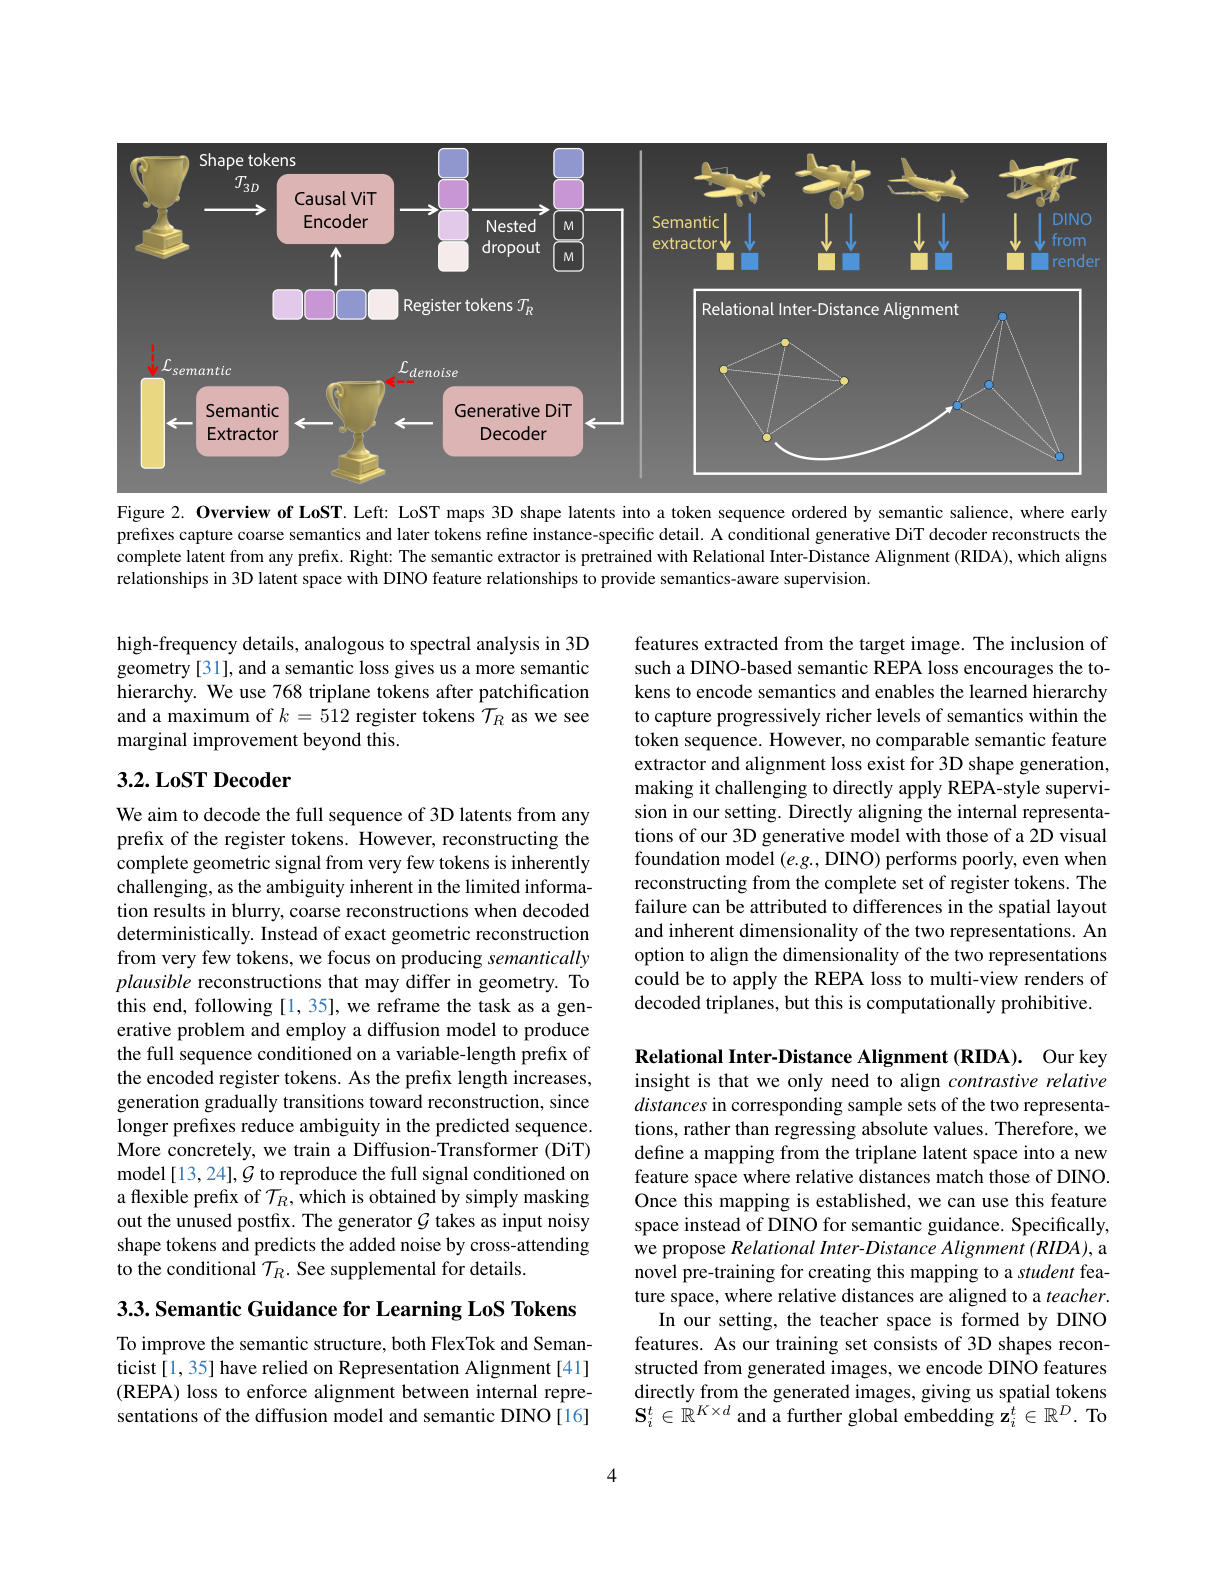 Shape tokens
𝒯3D
Causal ViT
Encoder
Nested
dropout
M
M
Register tokens 𝒯R
ℒsemantic
ℒdenoise
Semantic
Extractor
Generative DiT
Decoder
Semantic
extractor
DINO
from
render
Relational Inter-Distance Alignment
Figure 2. Overview of LoST. Left: LoST maps 3D shape latents into a token sequence ordered by semantic salience, where early
prefixes capture coarse semantics and later tokens refine instance-specific detail. A conditional generative DiT decoder reconstructs the
complete latent from any prefix. Right: The semantic extractor is pretrained with Relational Inter-Distance Alignment (RIDA), which aligns
relationships in 3D latent space with DINO feature relationships to provide semantics-aware supervision.
high-frequency details, analogous to spectral analysis in 3D
geometry [31], and a semantic loss gives us a more semantic
hierarchy. We use 768 triplane tokens after patchification
and a maximum of k = 512 register tokens 𝒯R as we see
marginal improvement beyond this.
3.2. LoST Decoder
We aim to decode the full sequence of 3D latents from any
prefix of the register tokens. However, reconstructing the
complete geometric signal from very few tokens is inherently
challenging, as the ambiguity inherent in the limited informa-
tion results in blurry, coarse reconstructions when decoded
deterministically. Instead of exact geometric reconstruction
from very few tokens, we focus on producing semantically
plausible reconstructions that may differ in geometry. To
this end, following [1, 35], we reframe the task as a gen-
erative problem and employ a diffusion model to produce
the full sequence conditioned on a variable-length prefix of
the encoded register tokens. As the prefix length increases,
generation gradually transitions toward reconstruction, since
longer prefixes reduce ambiguity in the predicted sequence.
More concretely, we train a Diffusion-Transformer (DiT)
model [13, 24], 𝒢 to reproduce the full signal conditioned on
a flexible prefix of 𝒯R, which is obtained by simply masking
out the unused postfix. The generator 𝒢 takes as input noisy
shape tokens and predicts the added noise by cross-attending
to the conditional 𝒯R. See supplemental for details.
3.3. Semantic Guidance for Learning LoS Tokens
To improve the semantic structure, both FlexTok and Seman-
ticist [1, 35] have relied on Representation Alignment [41]
(REPA) loss to enforce alignment between internal repre-
sentations of the diffusion model and semantic DINO [16]
features extracted from the target image. The inclusion of
such a DINO-based semantic REPA loss encourages the to-
kens to encode semantics and enables the learned hierarchy
to capture progressively richer levels of semantics within the
token sequence. However, no comparable semantic feature
extractor and alignment loss exist for 3D shape generation,
making it challenging to directly apply REPA-style supervi-
sion in our setting. Directly aligning the internal representa-
tions of our 3D generative model with those of a 2D visual
foundation model (e.g., DINO) performs poorly, even when
reconstructing from the complete set of register tokens. The
failure can be attributed to differences in the spatial layout
and inherent dimensionality of the two representations. An
option to align the dimensionality of the two representations
could be to apply the REPA loss to multi-view renders of
decoded triplanes, but this is computationally prohibitive.
Relational Inter-Distance Alignment (RIDA). Our key
insight is that we only need to align contrastive relative
distances in corresponding sample sets of the two representa-
tions, rather than regressing absolute values. Therefore, we
define a mapping from the triplane latent space into a new
feature space where relative distances match those of DINO.
Once this mapping is established, we can use this feature
space instead of DINO for semantic guidance. Specifically,
we propose Relational Inter-Distance Alignment (RIDA), a
novel pre-training for creating this mapping to a student fea-
ture space, where relative distances are aligned to a teacher.
In our setting, the teacher space is formed by DINO
features. As our training set consists of 3D shapes recon-
structed from generated images, we encode DINO features
directly from the generated images, giving us spatial tokens
S_i^t ∈ ℝ^{K×d} and a further global embedding z_i^t ∈ ℝ^D. To
4